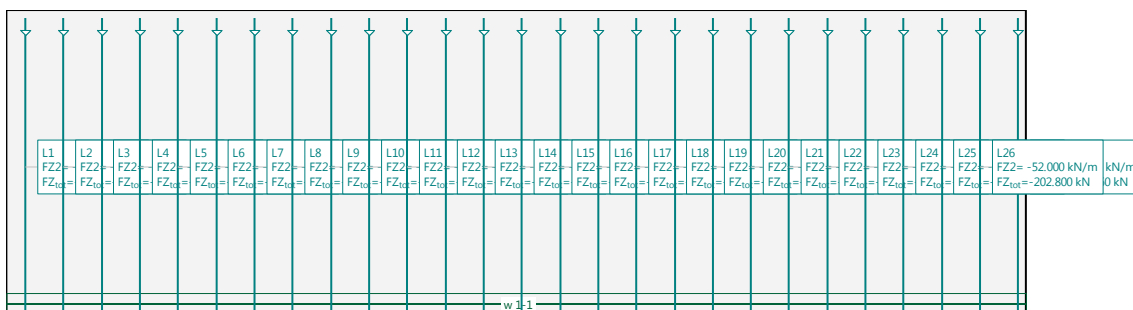 L1 L2 L3 L4 L5 L6 L7 L8 L9 L10 L11 L12 L13 L14 L15 L16 L17 L18 L19 L20 L21 L22 L23 L24 L25 L26
FZ2= FZ2= FZ2= FZ2= FZ2= FZ2= FZ2= FZ2= FZ2= FZ2= FZ2= FZ2= FZ2= FZ2= FZ2= FZ2= FZ2= FZ2= FZ2= FZ2= FZ2= FZ2= FZ2= FZ2= FZ2= FZ2= -52.000 kN/m kN/m
FZtot= FZtot= FZtot= FZtot= FZtot= FZtot= FZtot= FZtot= FZtot= FZtot= FZtot= FZtot= FZtot= FZtot= FZtot= FZtot= FZtot= FZtot= FZtot= FZtot= FZtot= FZtot= FZtot= FZtot= FZtot= FZtot=-202.800 kN 0 kN
w 1-1